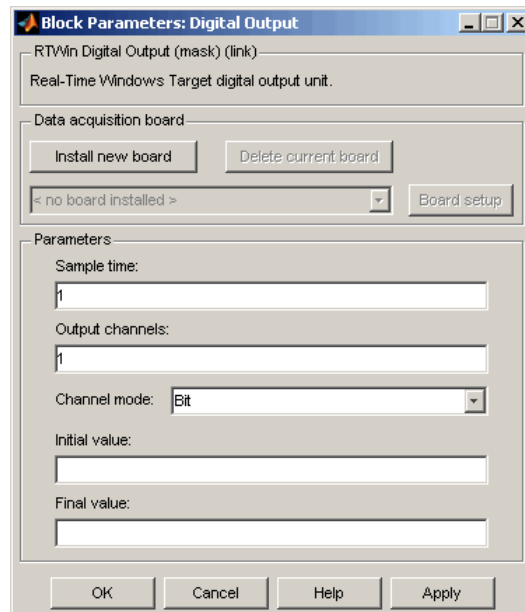 Block Parameters: Digital Output
RTWin Digital Output (mask) (link)
Real-Time Windows Target digital output unit.
Data acquisition board
Install new board Delete current board
< no board installed > Board setup
Parameters
Sample time:
1
Output channels:
1
Channel mode: Bit
Initial value:
Final value:
OK Cancel Help Apply